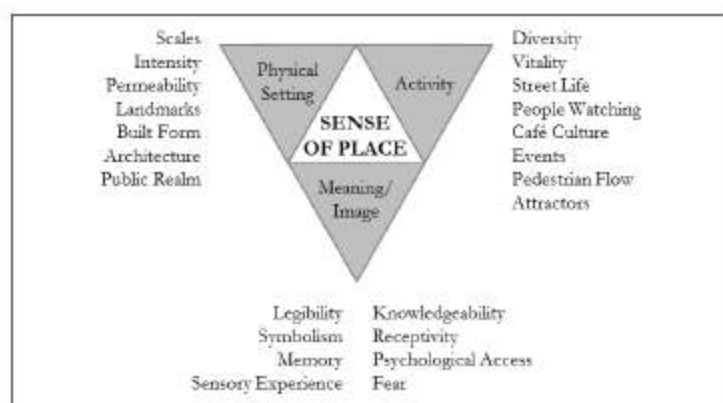 Scales
Intensity
Permeability
Landmarks
Built Form
Architecture
Public Realm
Physical
Setting
Activity
SENSE
OF PLACE
Meaning/
Image
Diversity
Vitality
Street Life
People Watching
Café Culture
Events
Pedestrian Flow
Attractors
Legibility
Symbolism
Memory
Sensory Experience
Knowledgeability
Receptivity
Psychological Access
Fear